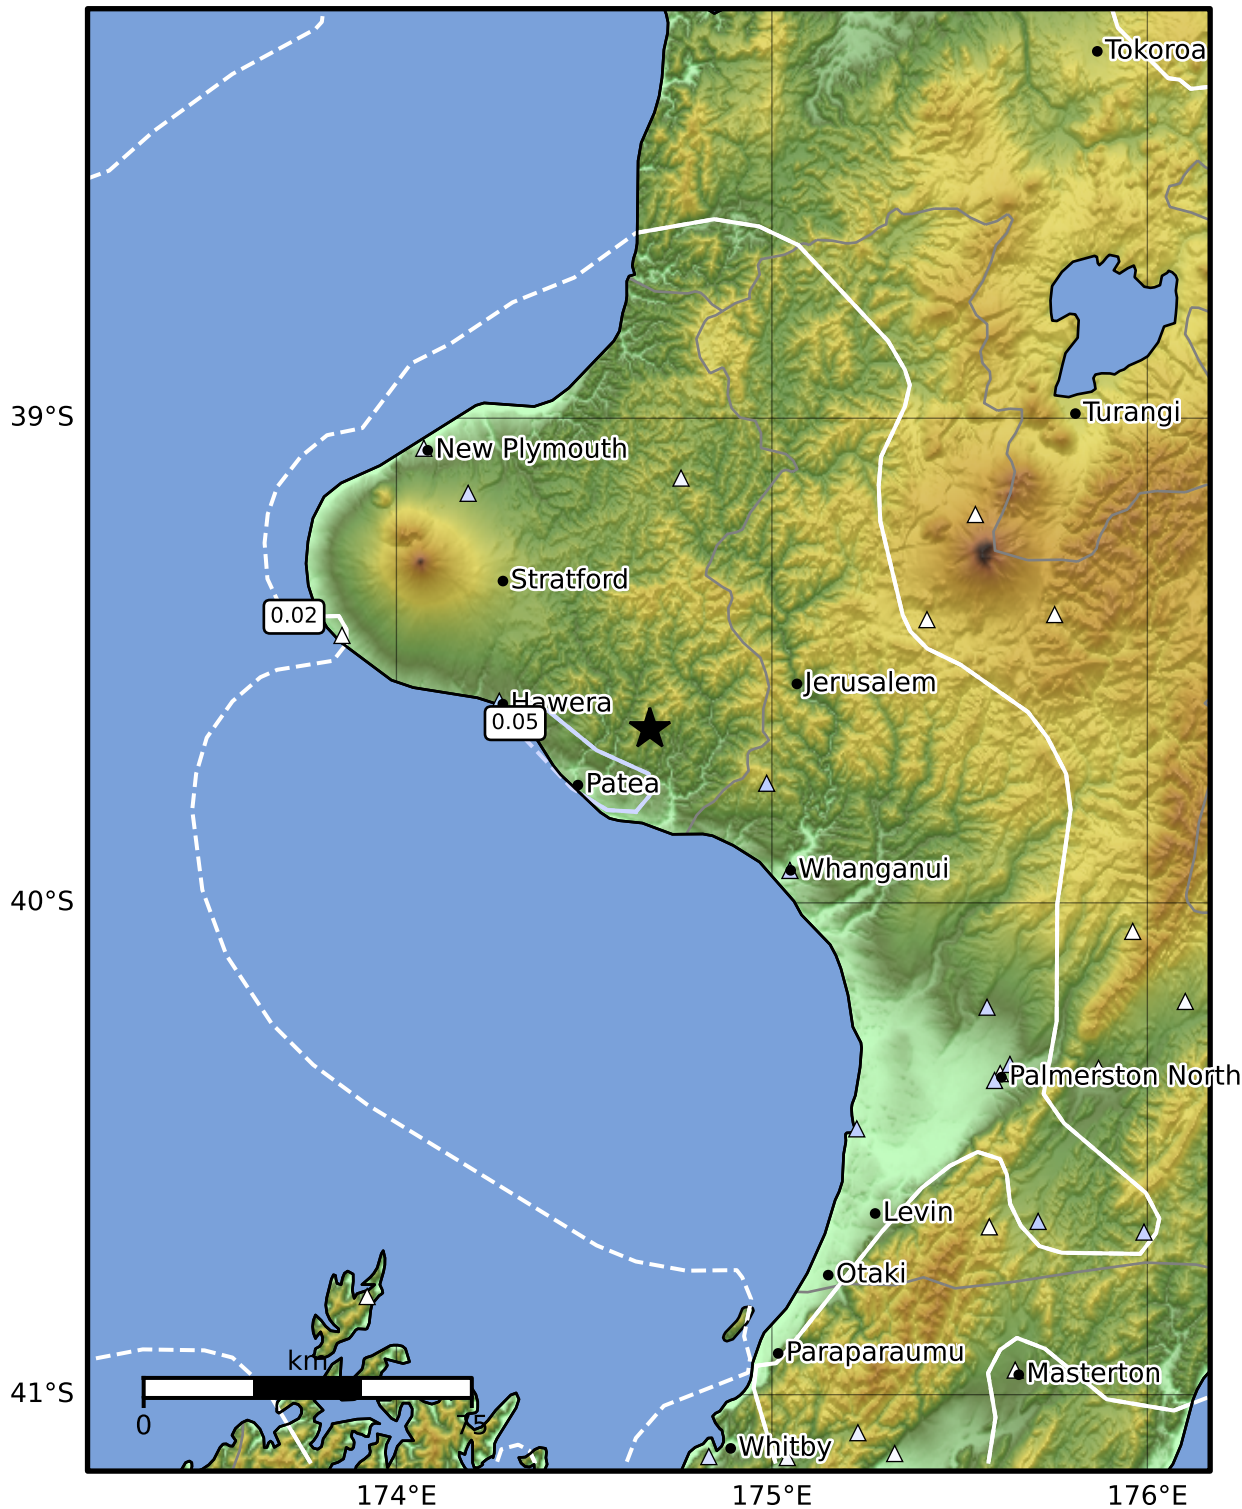 Tokoroa
39°S
Turangi
New Plymouth
Stratford
0.02
Jerusalem
Hawera
0.05
Patea
Whanganui
40°S
Palmerston North
Levin
Otaki
Paraparaumu
km
Masterton
41°S
0
75
Whitby
174°E
175°E
176°E